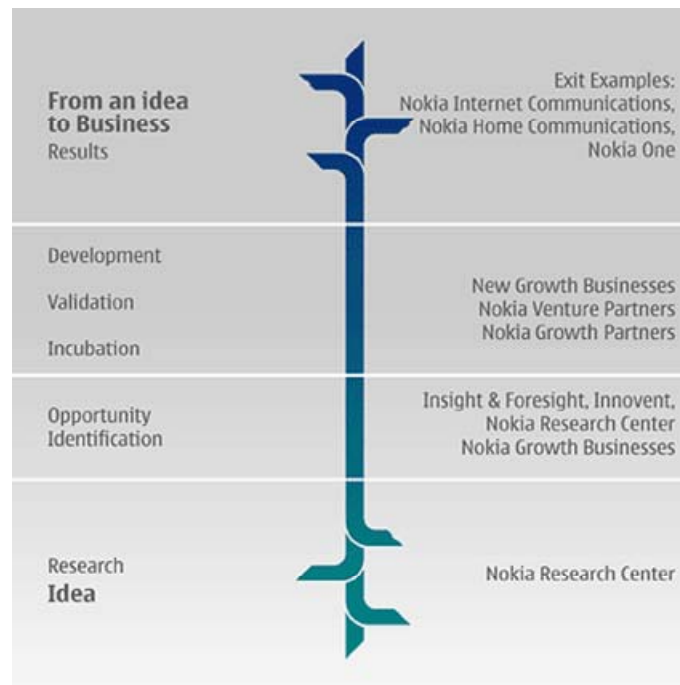 From an idea
to Business
Results
Exit Examples:
Nokia Internet Communications,
Nokia Home Communications,
Nokia One
Development
Validation
Incubation
New Growth Businesses
Nokia Venture Partners
Nokia Growth Partners
Opportunity
Identification
Insight & Foresight, Innovent,
Nokia Research Center
Nokia Growth Businesses
Research
Idea
Nokia Research Center